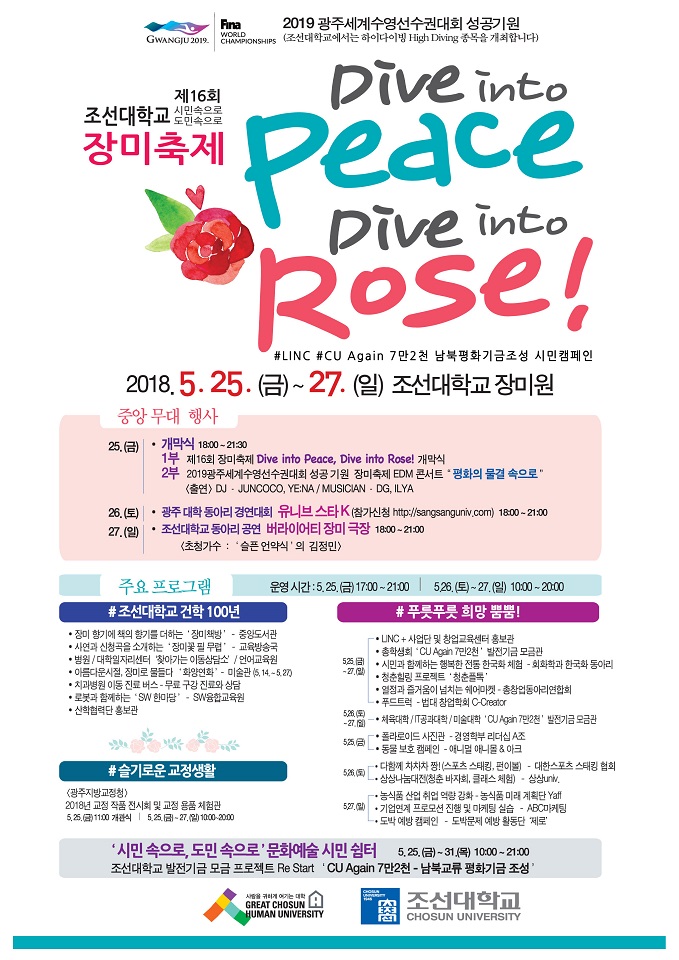 GWANGJU 2019.
Fina
WORLD
CHAMPIONSHIPS
2019 광주세계수영선수권대회 성공기원
(조선대학교에서는 하이다이빙 High Diving 종목을 개최합니다)
제16회
조선대학교 시민속으로
도민속으로
장미축제
Dive into
Peace
Dive into
Rose!
#LINC #CU Again 7만2천 남북평화기금조성 시민캠페인
2018. 5. 25. (금) ~ 27. (일) 조선대학교 장미원
중앙 무대 행사
25.(금) • 개막식 18:00 ~ 21:30
1부 제16회 장미축제 Dive into Peace, Dive into Rose! 개막식
2부 2019광주세계수영선수권대회 성공 기원 장미축제 EDM 콘서트 "평화의 물결 속으로"
〈출연〉 DJ - JUNCOCO, YE:NA / MUSICIAN - DG, ILYA
26.(토) • 광주 대학 동아리 경연대회 유니브 스타 K (참가신청 http://sangsanguniv.com) 18:00 ~ 21:00
27.(일) • 조선대학교 동아리 공연 버라이어티 장미 극장 18:00 ~ 21:00
〈초청가수 : '슬픈 언약식'의 김정민〉
주요 프로그램
운영 시간 : 5. 25.(금) 17:00 ~ 21:00 | 5.26.(토) ~ 27.(일) 10:00 ~ 20:00
# 조선대학교 건학 100년
• 장미 향기에 책의 향기를 더하는 '장미책방' - 중앙도서관
• 사연과 신청곡을 소개하는 '장미꽃 필 무렵' - 교육방송국
• 병원 / 대학일자리센터 '찾아가는 이동상담소' / 언어교육원
• 아름다운시절, 장미로 물들다 '화양연화' - 미술관 (5. 14. ~ 5. 27)
• 치과병원 이동 진료 버스 - 무료 구강 진료와 상담
• 로봇과 함께하는 'SW 한마당' - SW융합교육원
• 산학협력단 홍보관
# 슬기로운 교정생활
〈광주지방교정청〉
2018년 교정 작품 전시회 및 교정 용품 체험관
5. 25.(금) 11:00 개관식 | 5. 25.(금) ~ 27.(일) 10:00~20:00
# 푸릇푸릇 희망 뿜뿜!
5.25.(금)
~ 27.(일)
• LINC + 사업단 및 창업교육센터 홍보관
• 총학생회 'CU Again 7만2천' 발전기금 모금관
• 시민과 함께하는 행복한 전통 한국화 체험 - 회화학과 한국화 동아리
• 청춘힐링 프로젝트 '청춘톨톡'
• 열정과 즐거움이 넘치는 쉐어마켓 - 총창업동아리연합회
• 푸드트럭 - 법대 창업학회 C-Creator
5.26.(토)
~ 27.(일)
• 체육대학 / IT공과대학 / 미술대학 'CU Again 7만2천' 발전기금 모금관
5.25.(금)
• 폴라로이드 사진관 - 경영학부 리더십 A조
• 동물 보호 캠페인 - 애니멀 애니몰 & 아크
5.26.(토)
• 다함께 차차차 짱!(스포츠 스태킹, 편이볼) - 대한스포츠 스태킹 협회
• 상상나눔대전(청춘 바자회, 클래스 체험) - 상상univ.
5.27.(일)
• 농식품 산업 취업 역량 강화 - 농식품 미래 계획단 Yaff
• 기업연계 프로모션 진행 및 마케팅 실습 - ABC마케팅
• 도박 예방 캠페인 - 도박문제 예방 활동단 '제로'
'시민 속으로, 도민 속으로' 문화예술 시민 쉼터 5. 25.(금) ~ 31.(목) 10:00 ~ 21:00
조선대학교 발전기금 모금 프로젝트 Re Start 'CU Again 7만2천 - 남북교류 평화기금 조성'
사람을 귀하게 여기는 대학
GREAT CHOSUN
HUMAN UNIVERSITY
CHOSUN
UNIVERSITY
1946
조선대학교
CHOSUN UNIVERSITY